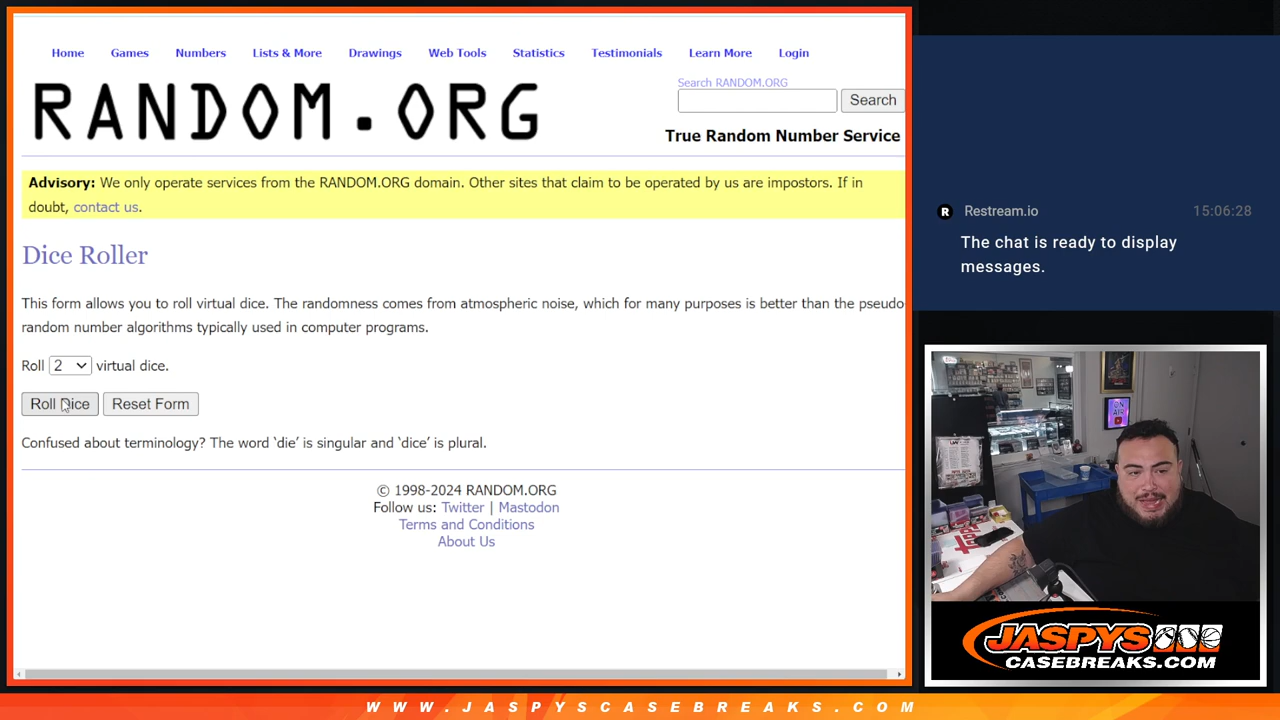 Home Games Numbers Lists & More Drawings Web Tools Statistics Testimonials Learn More Login
RANDOM.ORG
Search RANDOM.ORG
Search
True Random Number Service
Advisory: We only operate services from the RANDOM.ORG domain. Other sites that claim to be operated by us are impostors. If in
doubt, contact us.
Dice Roller
This form allows you to roll virtual dice. The randomness comes from atmospheric noise, which for many purposes is better than the pseudo
random number algorithms typically used in computer programs.
Roll 2 virtual dice.
Roll Dice Reset Form
Confused about terminology? The word ‘die’ is singular and ‘dice’ is plural.
© 1998-2024 RANDOM.ORG
Follow us: Twitter | Mastodon
Terms and Conditions
About Us
R Restream.io 15:06:28
The chat is ready to display
messages.
ON
AIR
JASPYS
CASEBREAKS.COM
WWW.JASPYSCASEBREAKS.COM